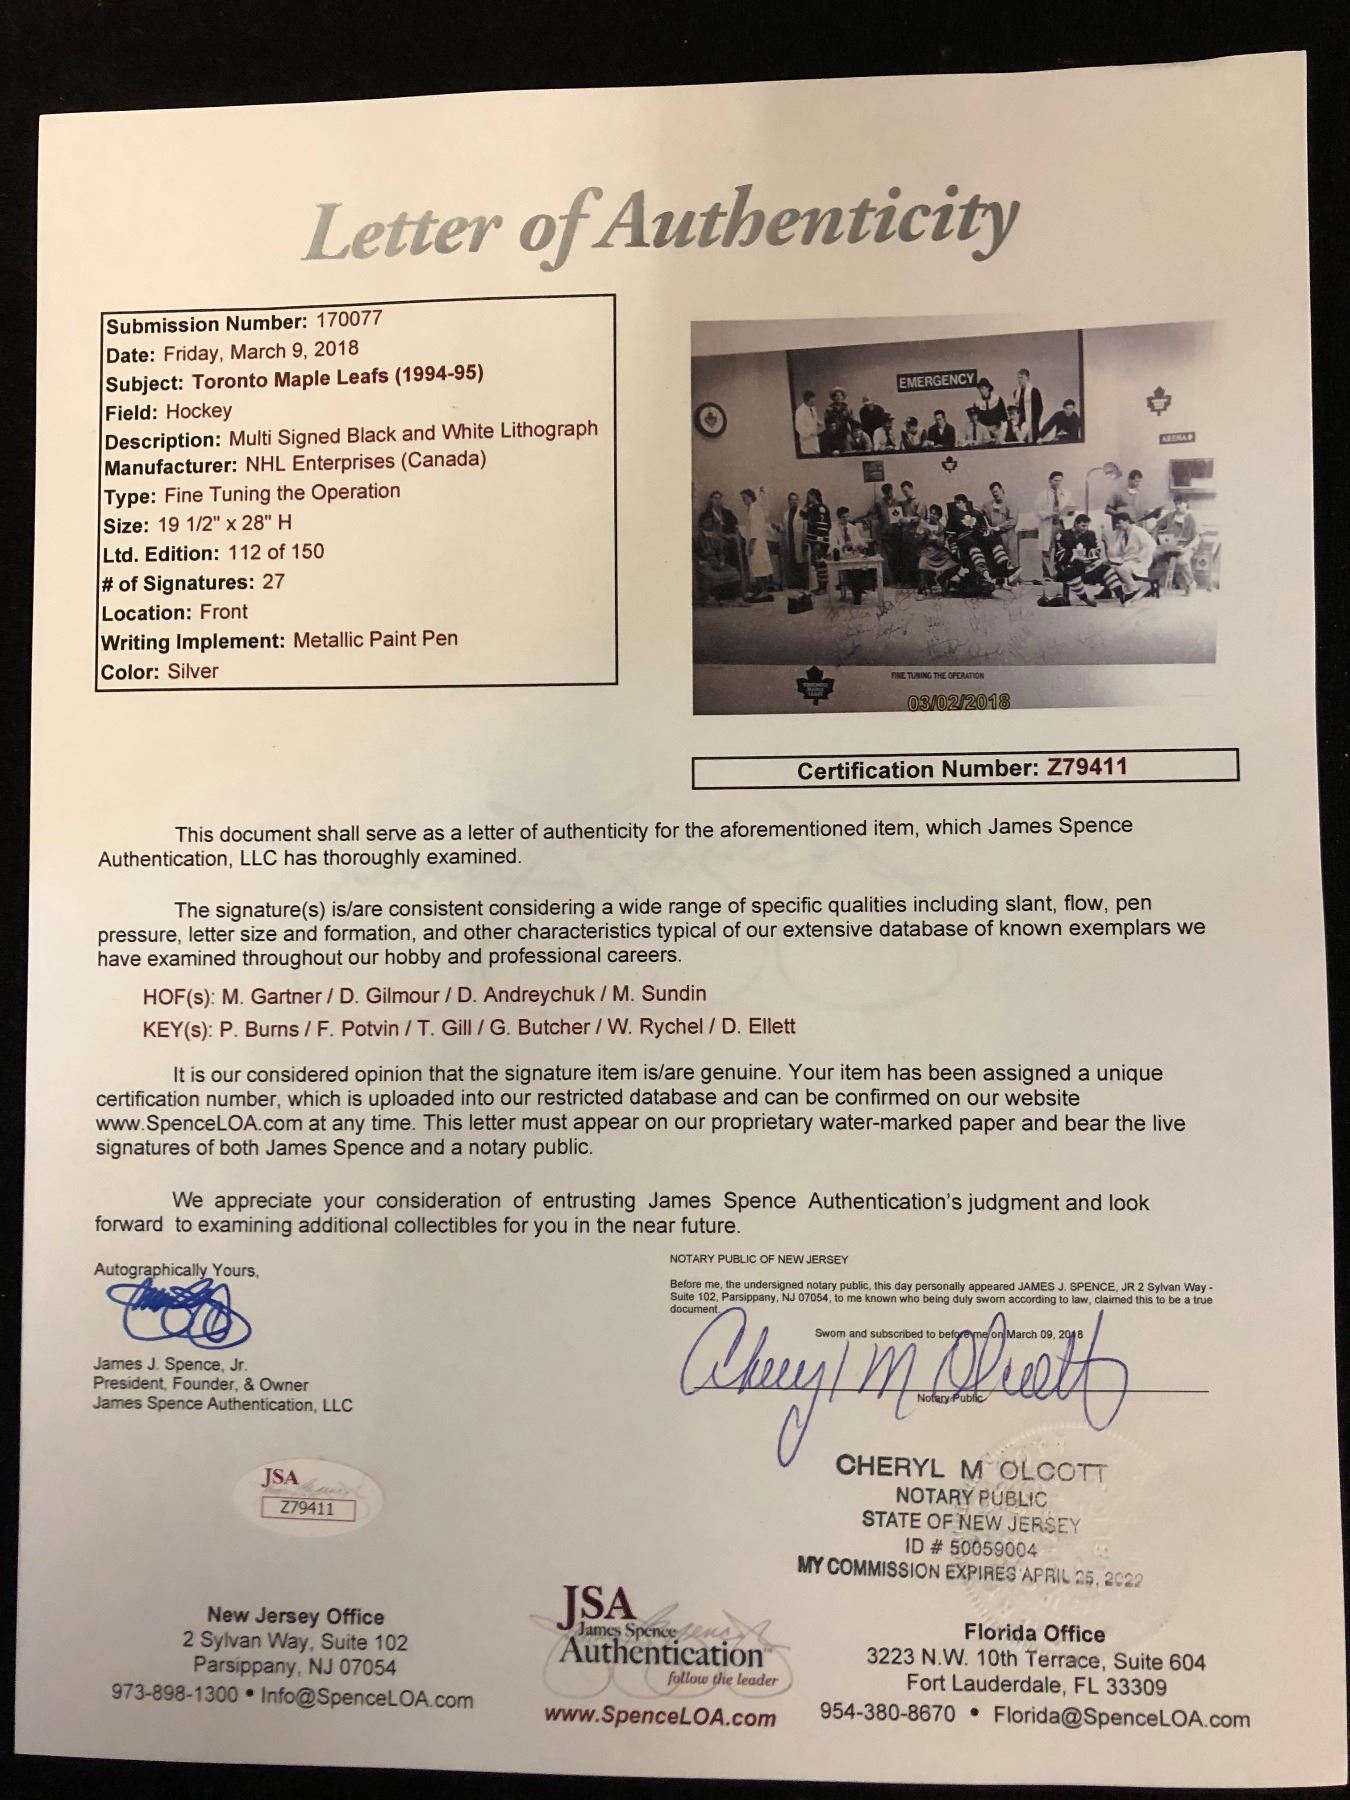 Letter of Authenticity
Submission Number: 170077
Date: Friday, March 9, 2018
Subject: Toronto Maple Leafs (1994-95)
Field: Hockey
Description: Multi Signed Black and White Lithograph
Manufacturer: NHL Enterprises (Canada)
Type: Fine Tuning the Operation
Size: 19 1/2" x 28" H
Ltd. Edition: 112 of 150
# of Signatures: 27
Location: Front
Writing Implement: Metallic Paint Pen
Color: Silver
EMERGENCY
ARENA
FINE TUNING THE OPERATION
03/02/2018
Certification Number: Z79411
This document shall serve as a letter of authenticity for the aforementioned item, which James Spence
Authentication, LLC has thoroughly examined.
The signature(s) is/are consistent considering a wide range of specific qualities including slant, flow, pen
pressure, letter size and formation, and other characteristics typical of our extensive database of known exemplars we
have examined throughout our hobby and professional careers.
HOF(s): M. Gartner / D. Gilmour / D. Andreychuk / M. Sundin
KEY(s): P. Burns / F. Potvin / T. Gill / G. Butcher / W. Rychel / D. Ellett
It is our considered opinion that the signature item is/are genuine. Your item has been assigned a unique
certification number, which is uploaded into our restricted database and can be confirmed on our website
www.SpenceLOA.com at any time. This letter must appear on our proprietary water-marked paper and bear the live
signatures of both James Spence and a notary public.
We appreciate your consideration of entrusting James Spence Authentication's judgment and look
forward to examining additional collectibles for you in the near future.
Autographically Yours,
James J. Spence, Jr.
President, Founder, & Owner
James Spence Authentication, LLC
NOTARY PUBLIC OF NEW JERSEY
Before me, the undersigned notary public, this day personally appeared JAMES J. SPENCE, JR 2 Sylvan Way -
Suite 102, Parsippany, NJ 07054, to me known who being duly sworn according to law, claimed this to be a true
document.
Sworn and subscribed to before me on March 09, 2018
Cheryl M Olcott
Notary Public
CHERYL M OLCOTT
NOTARY PUBLIC
STATE OF NEW JERSEY
ID # 50059004
MY COMMISSION EXPIRES APRIL 25, 2022
JSA
Z79411
New Jersey Office
2 Sylvan Way, Suite 102
Parsippany, NJ 07054
973-898-1300 • Info@SpenceLOA.com
JSA
James Spence
Authentication™
follow the leader
www.SpenceLOA.com
Florida Office
3223 N.W. 10th Terrace, Suite 604
Fort Lauderdale, FL 33309
954-380-8670 • Florida@SpenceLOA.com